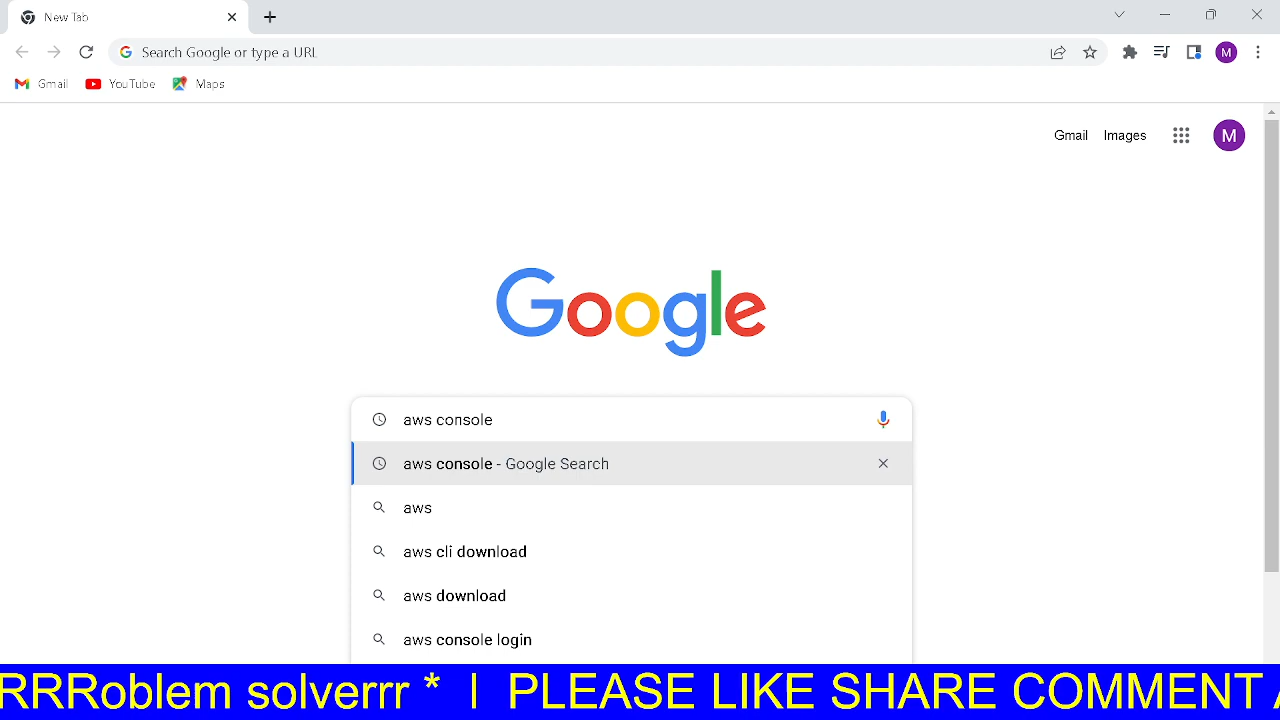 New Tab
Search Google or type a URL
M
Gmail YouTube Maps
Gmail Images M
Google
aws console
aws console - Google Search
aws
aws cli download
aws download
aws console login
RRRoblem solverrr * | PLEASE LIKE SHARE COMMENT